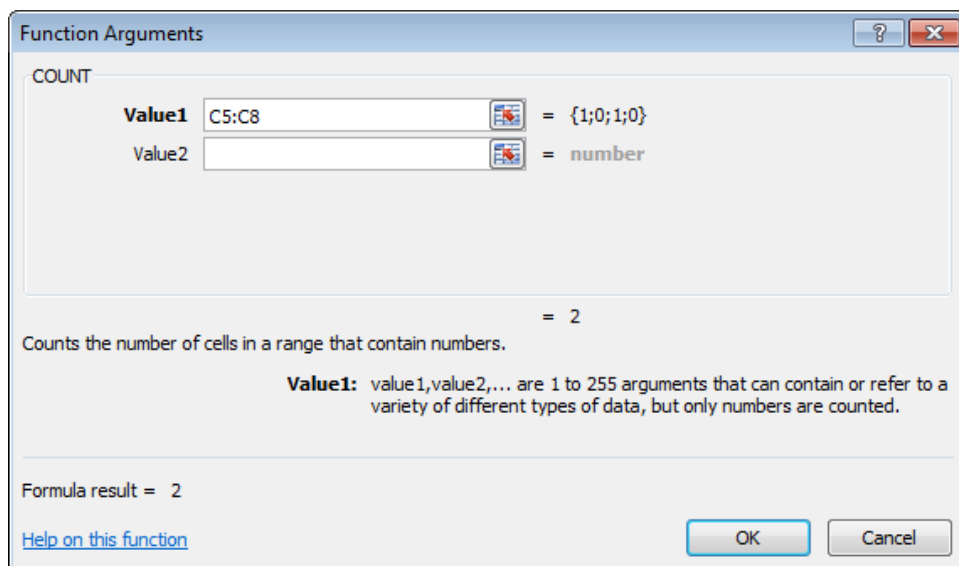 Function Arguments
?
COUNT
Value1 C5:C8 = {1;0;1;0}
Value2 = number
= 2
Counts the number of cells in a range that contain numbers.
Value1: value1,value2,... are 1 to 255 arguments that can contain or refer to a
variety of different types of data, but only numbers are counted.
Formula result = 2
Help on this function OK Cancel